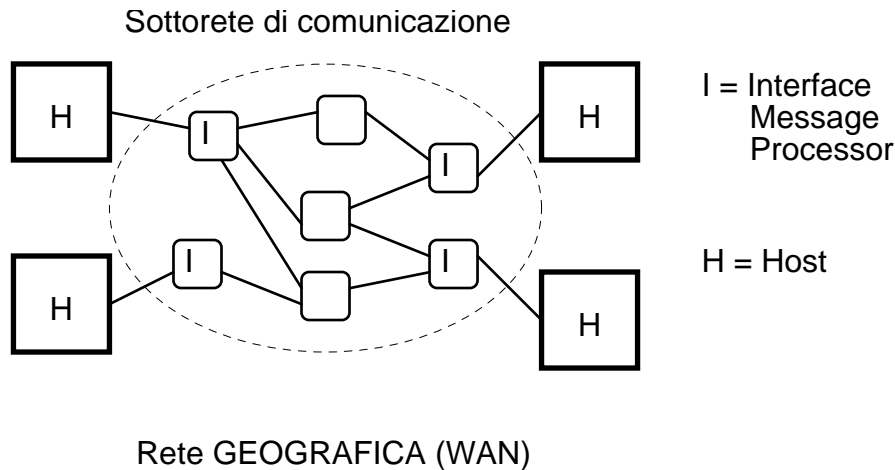 Sottorete di comunicazione
H
H
I = Interface
Message
Processor
I
I
I
I
H = Host
H
H
Rete GEOGRAFICA (WAN)